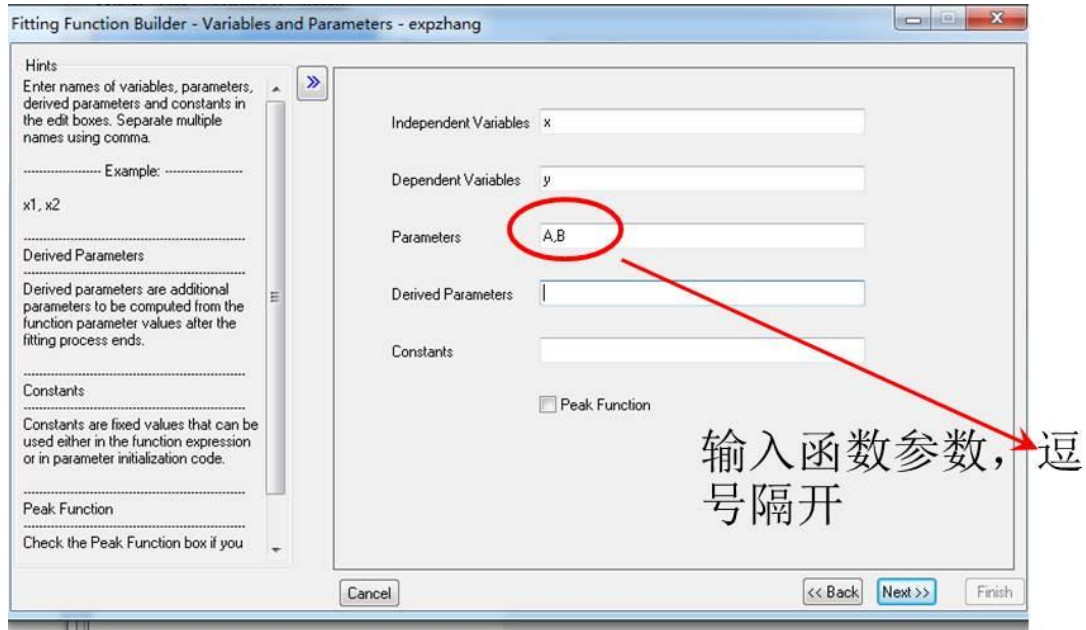 Fitting Function Builder - Variables and Parameters - expzhang
Hints
Enter names of variables, parameters,
derived parameters and constants in
the edit boxes. Separate multiple
names using comma.
-------------------- Example: --------------------
x1, x2
Derived Parameters
Derived parameters are additional
parameters to be computed from the
function parameter values after the
fitting process ends.
Constants
Constants are fixed values that can be
used either in the function expression
or in parameter initialization code.
Peak Function
Check the Peak Function box if you
Independent Variables x
Dependent Variables y
Parameters A,B
Derived Parameters
Constants
Peak Function
输入函数参数，逗
号隔开
Cancel
<< Back
Next >>
Finish